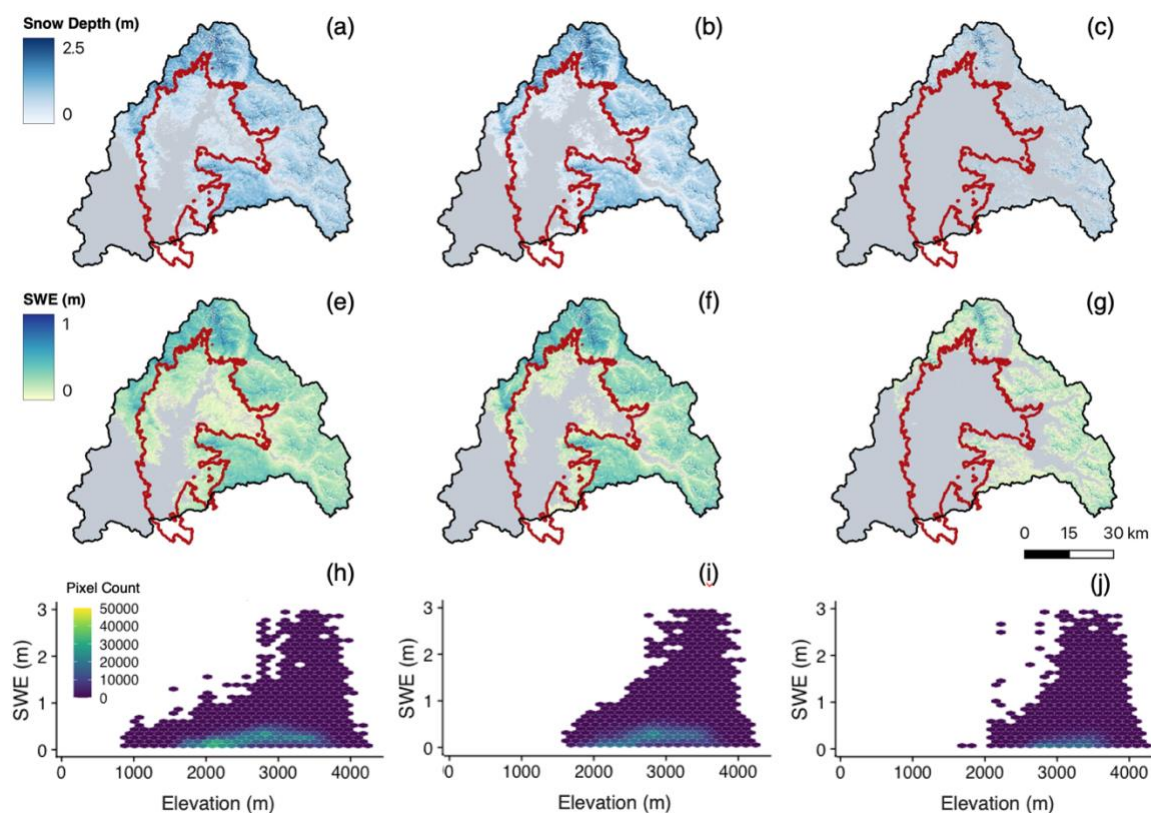 Snow Depth (m)
2.5
0
(a)
(b)
(c)
SWE (m)
1
0
(e)
(f)
(g)
0 15 30 km
(h)
(i)
(j)
Pixel Count
50000
40000
30000
20000
10000
0
SWE (m)
3
2
1
0
0 1000 2000 3000 4000
Elevation (m)
SWE (m)
3
2
1
0
0 1000 2000 3000 4000
Elevation (m)
SWE (m)
3
2
1
0
0 1000 2000 3000 4000
Elevation (m)